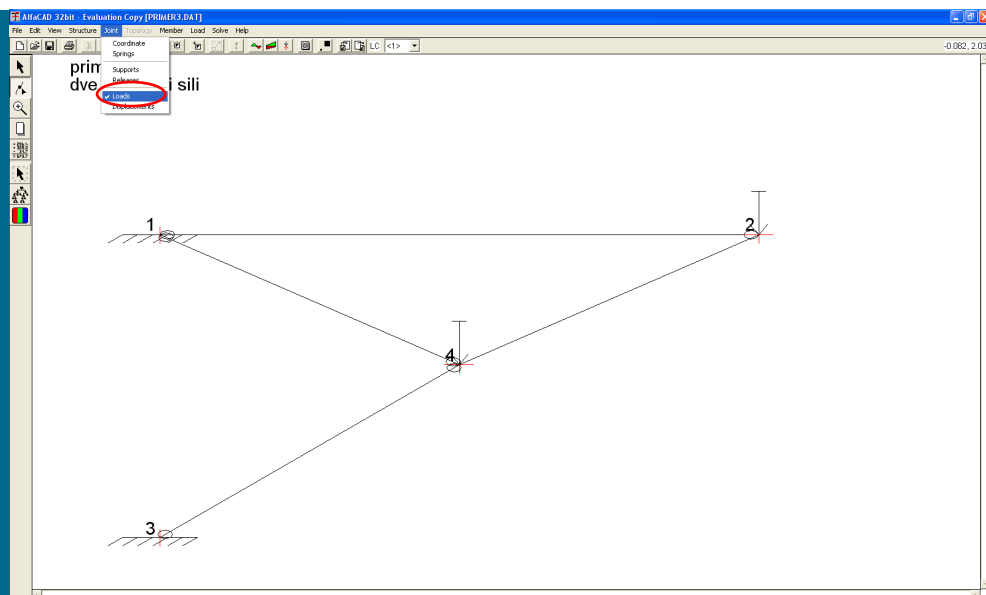 AlfaCAD 32bit - Evaluation Copy [PRIMER3.DAT]
File Edit View Structure Joint Topology Member Load Solve Help
LC <1>
-0.082, 2.03
Coordinate
Springs
Supports
Releases
Loads
Displacements
prim
dve i sili
1
2
4
3